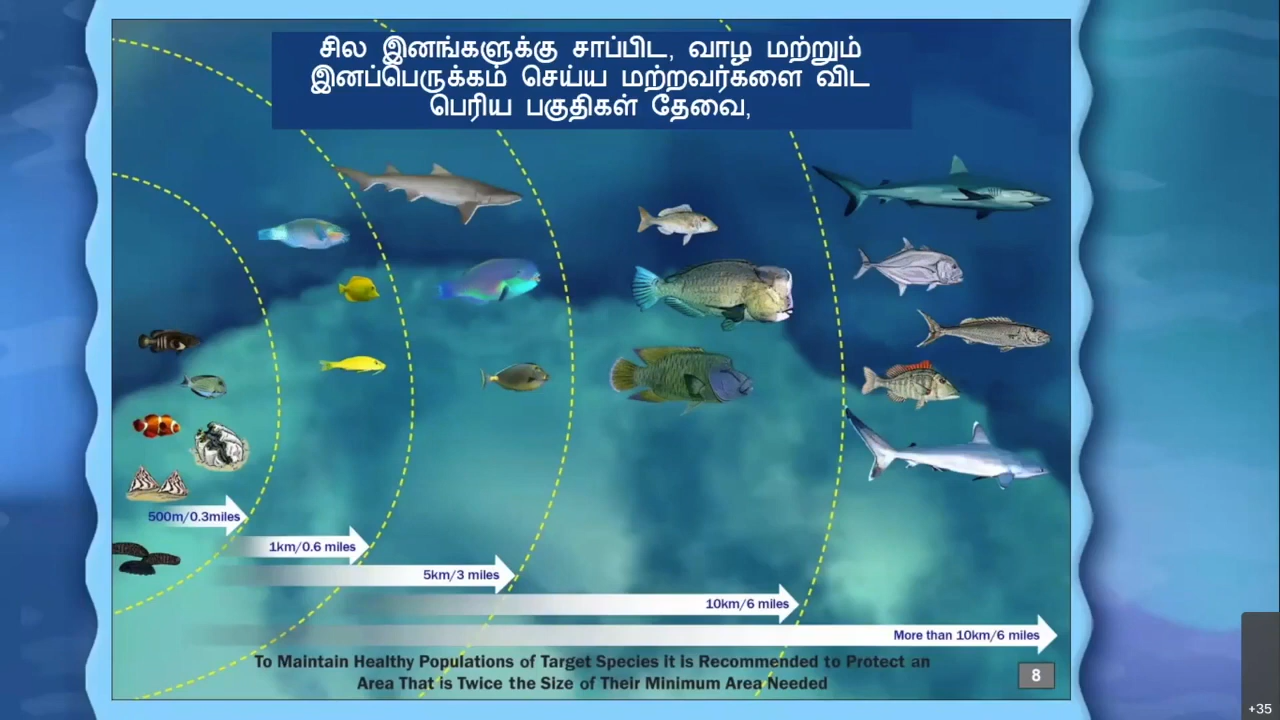 சில இனங்களுக்கு சாப்பிட, வாழ மற்றும்
இனப்பெருக்கம் செய்ய மற்றவர்களை விட
பெரிய பகுதிகள் தேவை,
500m/0.3miles
1km/0.6 miles
5km/3 miles
10km/6 miles
More than 10km/6 miles
To Maintain Healthy Populations of Target Species it is Recommended to Protect an
Area That is Twice the Size of Their Minimum Area Needed
8
+35